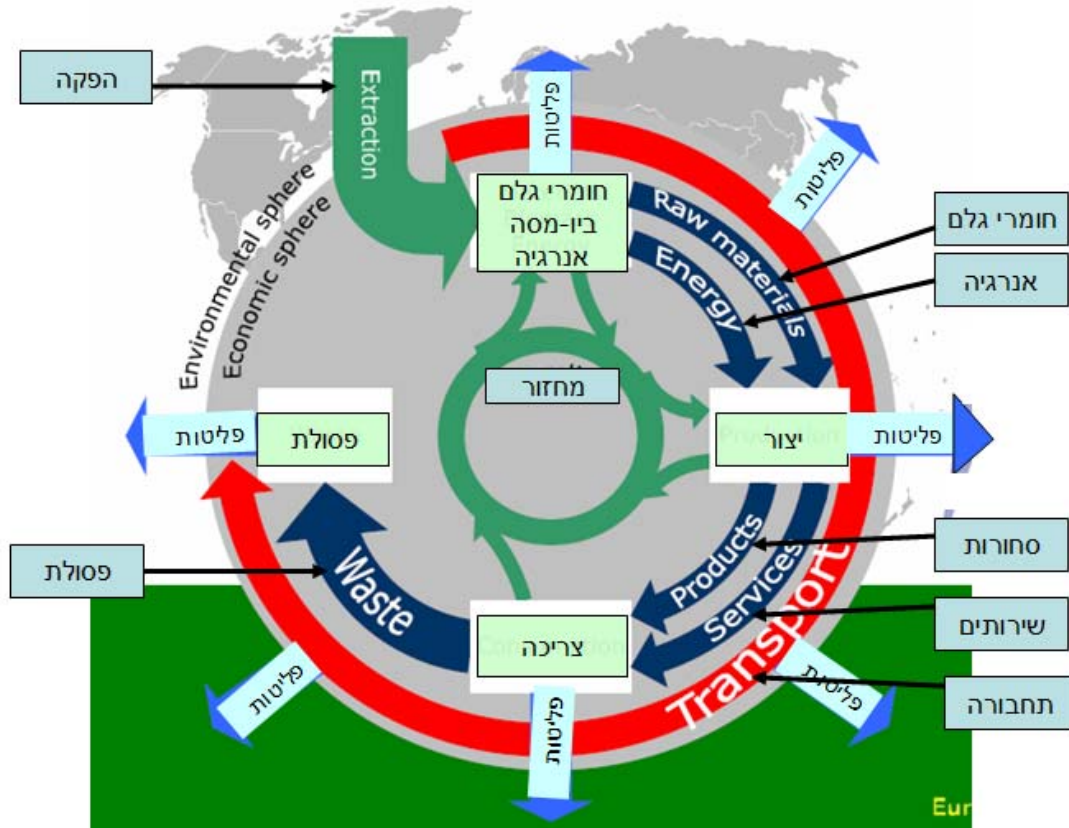 הפקה
Extraction
פליטות
פליטות
Environmental sphere
Economic sphere
חומרי גלם
ביו-מסה
אנרגיה
Raw materials
Energy
חומרי גלם
אנרגיה
מחזור
פליטות
פסולת
יצור
פליטות
Products
Services
סחורות
שירותים
תחבורה
Transport
פסולת
Waste
צריכה
פליטות
פליטות
פליטות
Eur